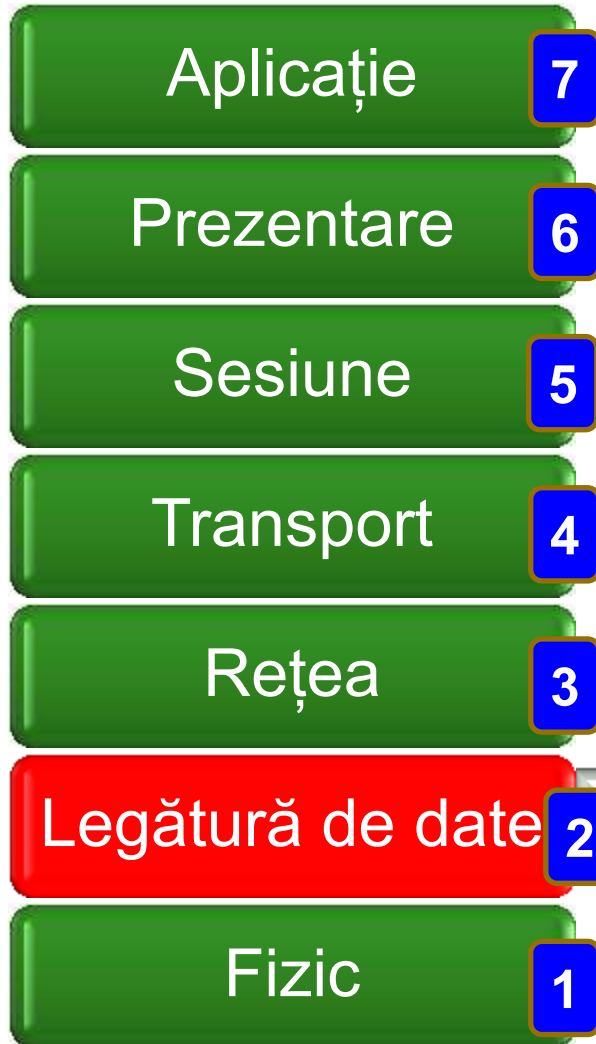 Aplicație 7
Prezentare 6
Sesiune 5
Transport 4
Rețea 3
Legătură de date 2
Fizic 1